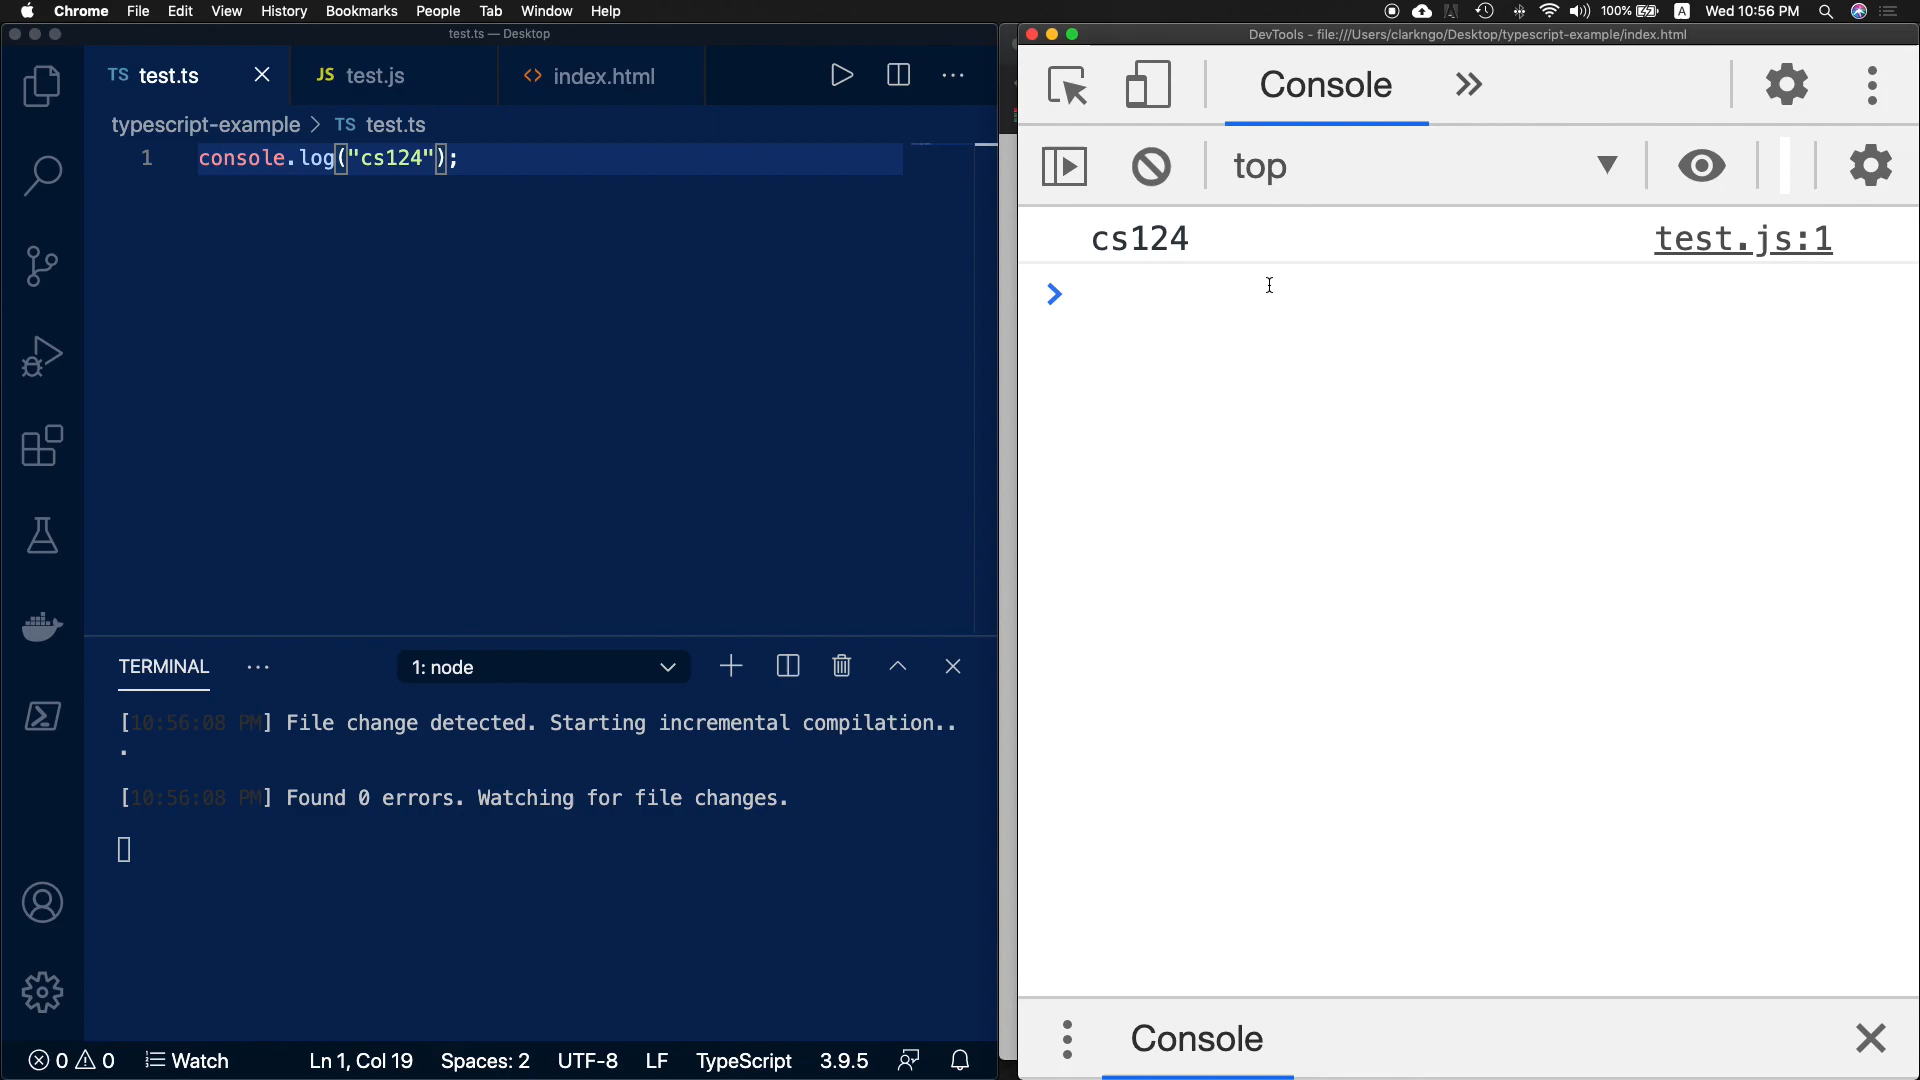 Chrome File Edit View History Bookmarks People Tab Window Help
100% A Wed 10:56 PM
test.ts — Desktop
TS test.ts JS test.js <> index.html
typescript-example > TS test.ts
1 console.log("cs124");
TERMINAL ···
1: node
[10:56:08 PM] File change detected. Starting incremental compilation..
.
[10:56:08 PM] Found 0 errors. Watching for file changes.
0 0 Watch Ln 1, Col 19 Spaces: 2 UTF-8 LF TypeScript 3.9.5
DevTools - file:///Users/clarkngo/Desktop/typescript-example/index.html
Console »
top
cs124 test.js:1
>
Console